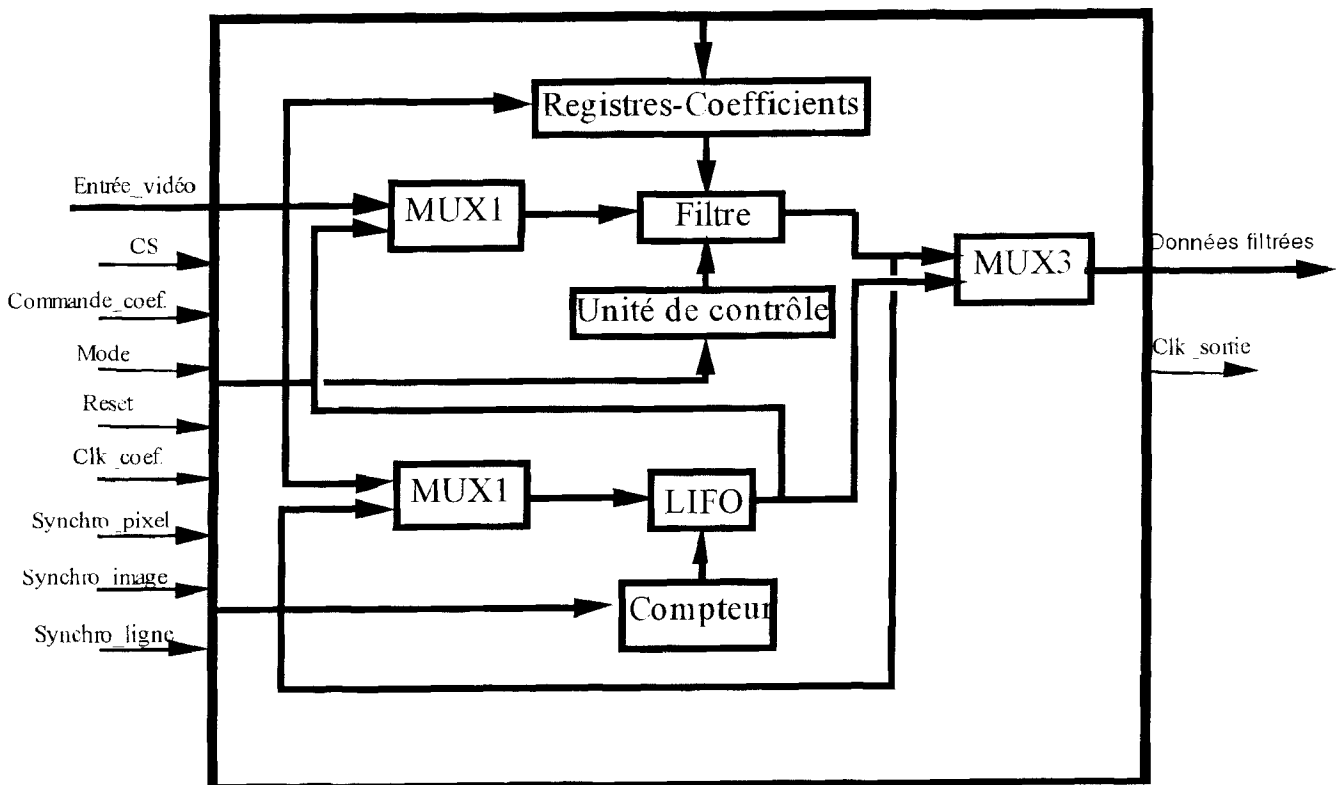 Registres-Coefficients
Entrée_vidéo
MUX1
Filtre
CS
MUX3
Données filtrées
Commande_coef.
Unité de contrôle
Mode
Clk_sortie
Reset
Clk_coef.
MUX1
LIFO
Synchro_pixel
Synchro_image
Compteur
Synchro_ligne